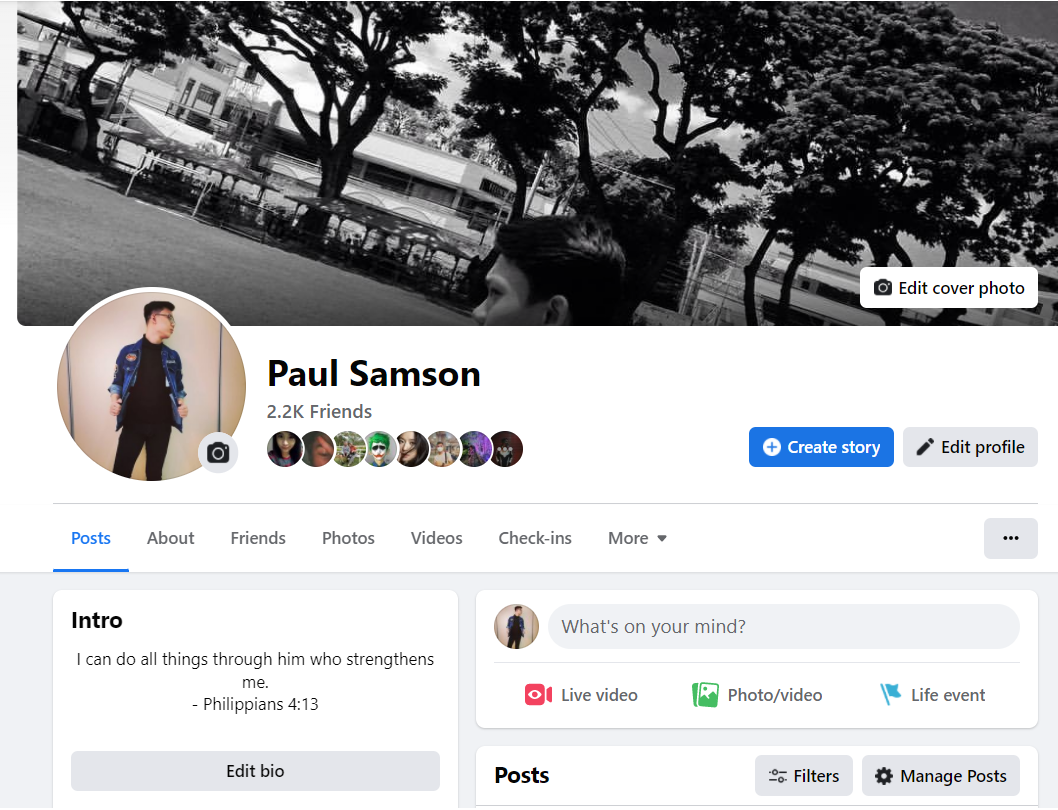 Edit cover photo
Paul Samson
2.2K Friends
Create story
Edit profile
Posts
About
Friends
Photos
Videos
Check-ins
More
Intro
I can do all things through him who strengthens
me.
- Philippians 4:13
Edit bio
What's on your mind?
Live video
Photo/video
Life event
Posts
Filters
Manage Posts